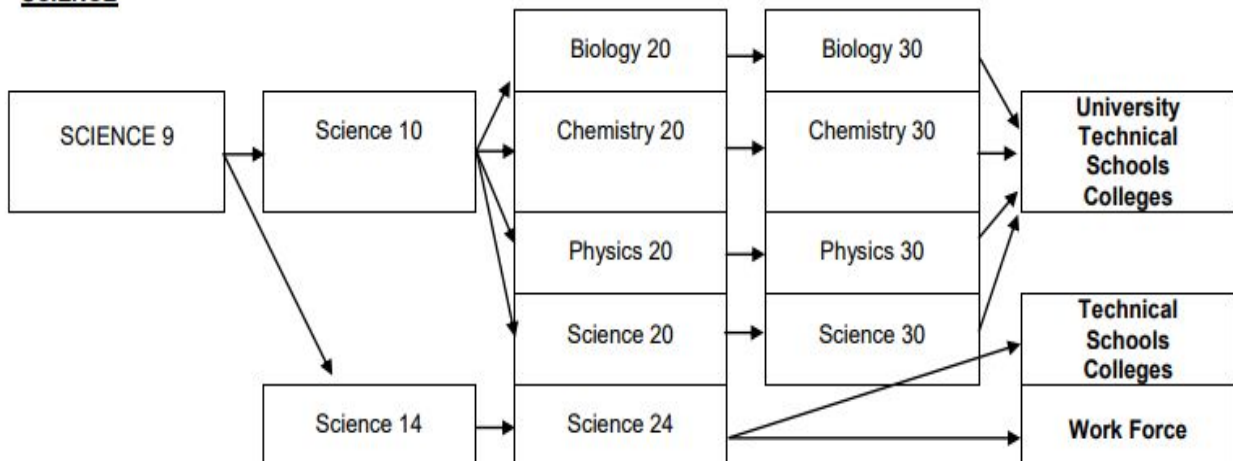 SCIENCE
Biology 20
Biology 30
SCIENCE 9
Science 10
Chemistry 20
Chemistry 30
University
Technical
Schools
Colleges
Physics 20
Physics 30
Science 20
Science 30
Technical
Schools
Colleges
Science 14
Science 24
Work Force